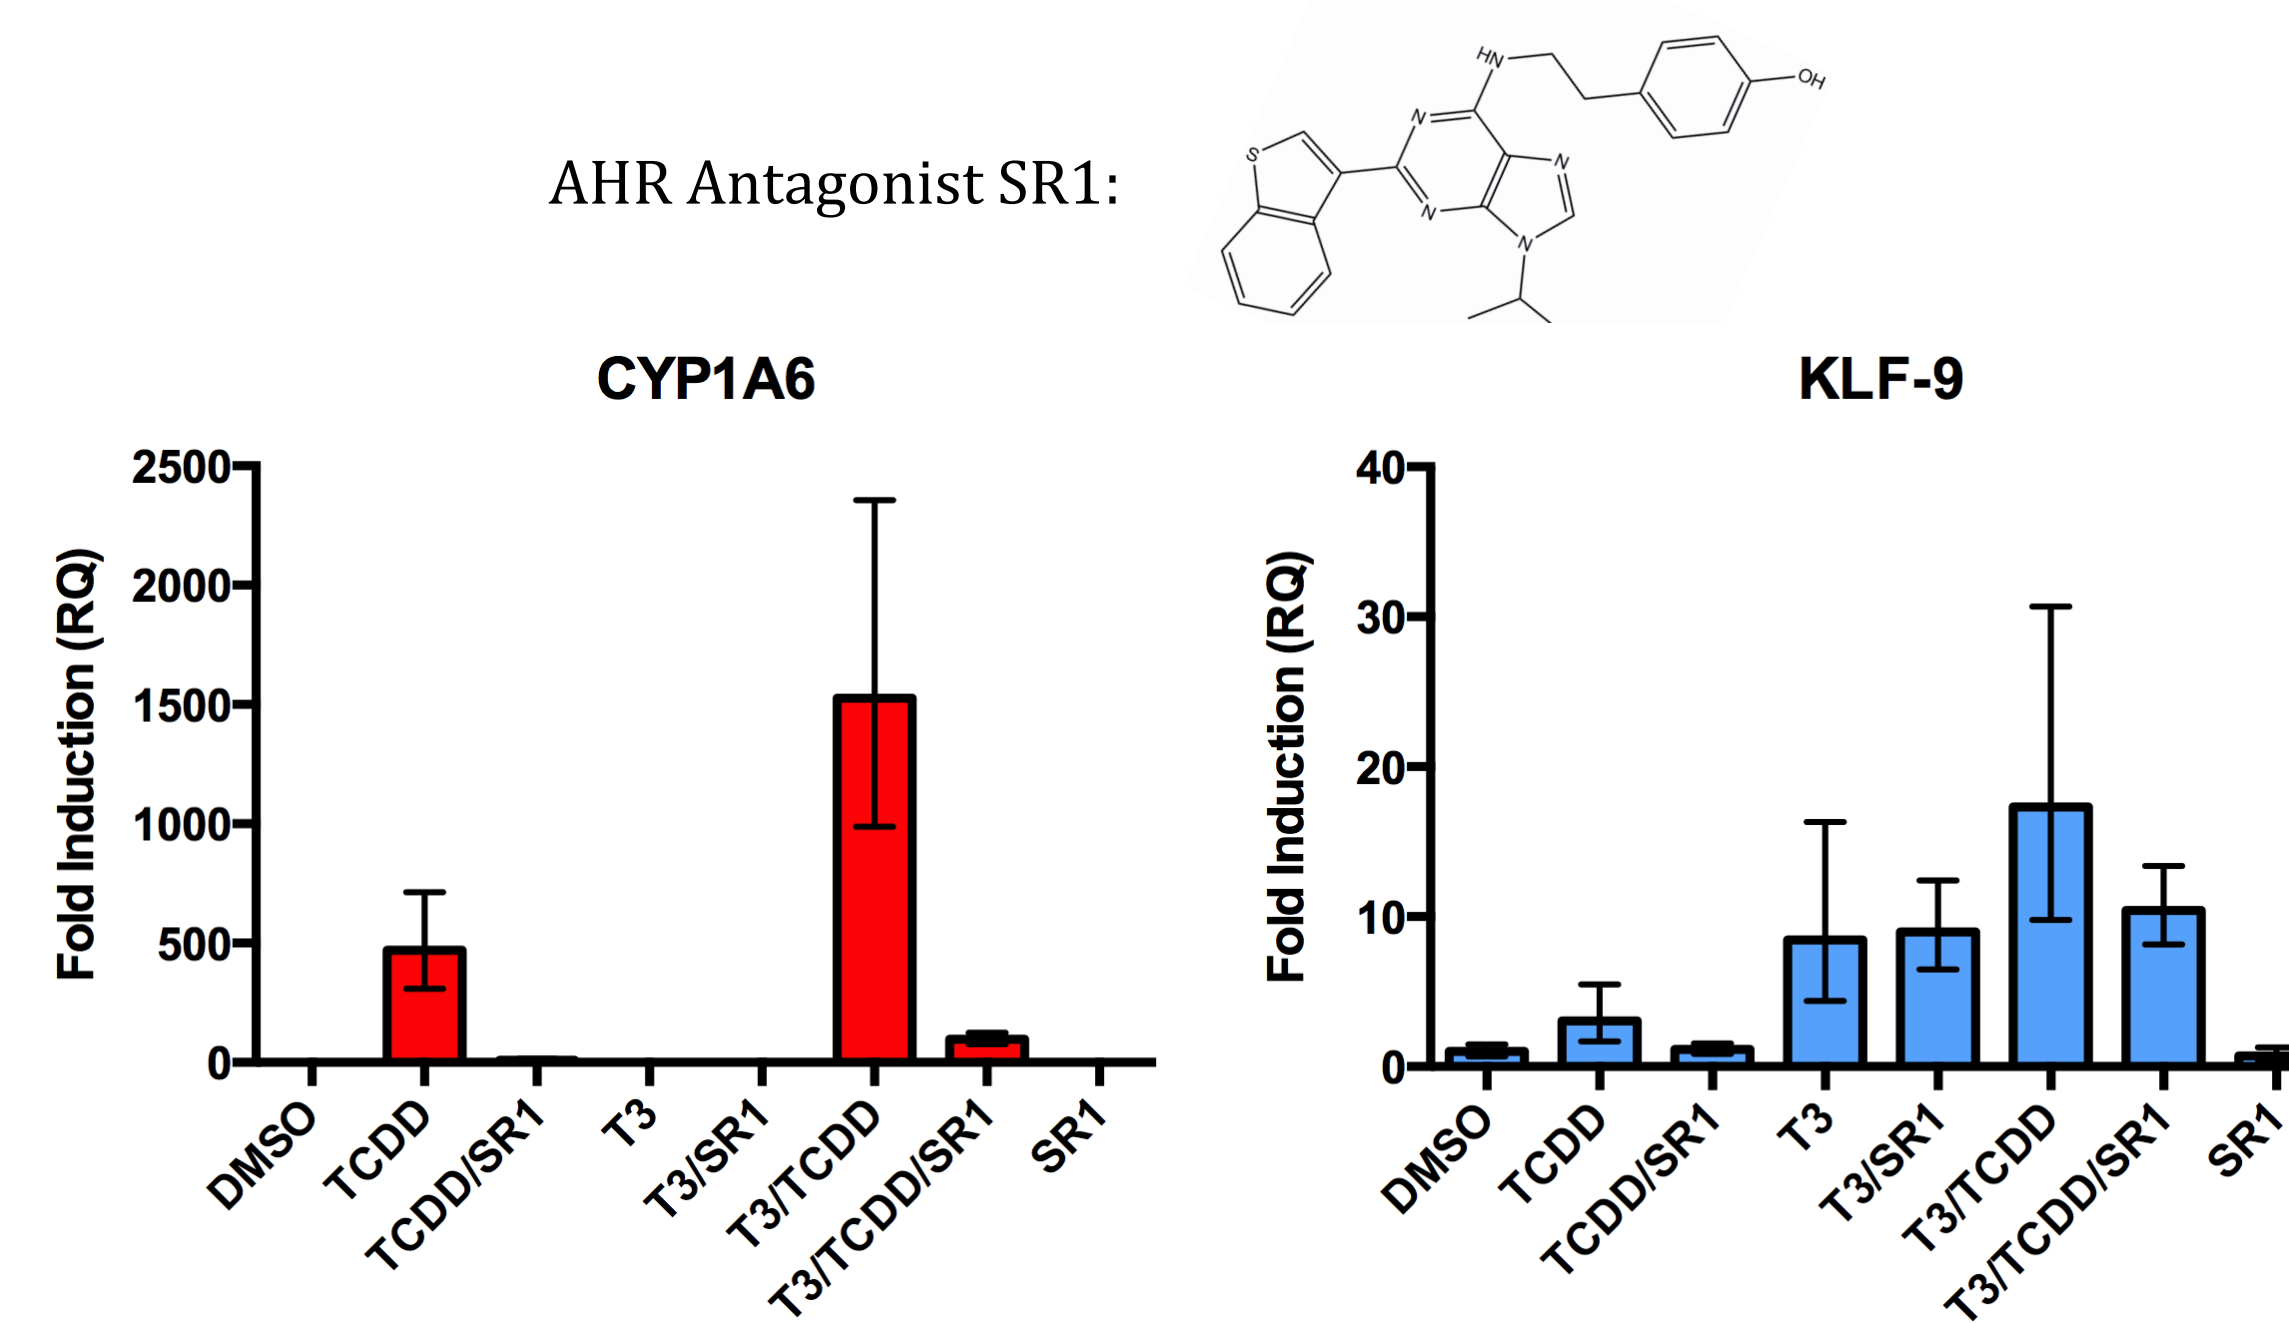 HN
OH
N
S
N
N
N
AHR Antagonist SR1:
CYP1A6
Fold Induction (RQ)
2500
2000
1500
1000
500
0
DMSO
TCDD
TCDD/SR1
T3
T3/SR1
T3/TCDD
T3/TCDD/SR1
SR1
KLF-9
Fold Induction (RQ)
40
30
20
10
0
DMSO
TCDD
TCDD/SR1
T3
T3/SR1
T3/TCDD
T3/TCDD/SR1
SR1